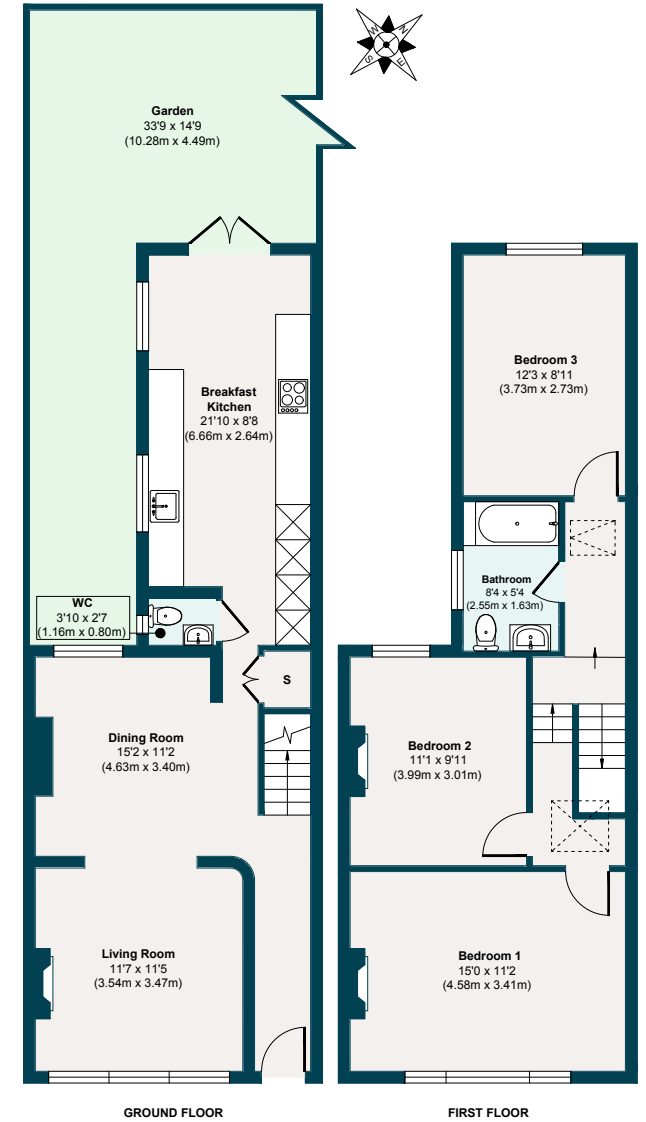 W
N
S
E
Garden
33'9 x 14'9
(10.28m x 4.49m)
Breakfast
Kitchen
21'10 x 8'8
(6.66m x 2.64m)
WC
3'10 x 2'7
(1.16m x 0.80m)
S
Dining Room
15'2 x 11'2
(4.63m x 3.40m)
Living Room
11'7 x 11'5
(3.54m x 3.47m)
GROUND FLOOR
Bedroom 3
12'3 x 8'11
(3.73m x 2.73m)
Bathroom
8'4 x 5'4
(2.55m x 1.63m)
Bedroom 2
11'1 x 9'11
(3.99m x 3.01m)
Bedroom 1
15'0 x 11'2
(4.58m x 3.41m)
FIRST FLOOR